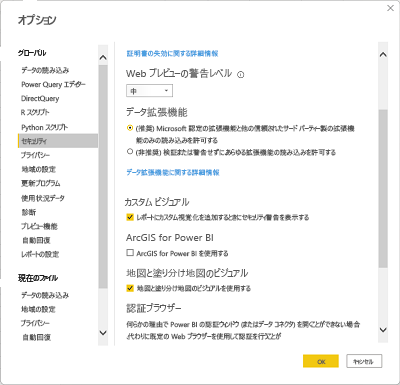 オプション
グローバル
データの読み込み
Power Query エディター
DirectQuery
R スクリプト
Python スクリプト
セキュリティ
プライバシー
地域の設定
更新プログラム
使用状況データ
診断
プレビュー機能
自動回復
レポートの設定
現在のファイル
データの読み込み
地域の設定
プライバシー
自動回復
証明書の失効に関する詳細情報
Web プレビューの警告レベル
中
データ拡張機能
(推奨) Microsoft 認定の拡張機能と他の信頼されたサード パーティー製の拡張機
能のみの読み込みを許可する
(非推奨) 検証または警告せずにあらゆる拡張機能の読み込みを許可する
データ拡張機能に関する詳細情報
カスタム ビジュアル
レポートにカスタム視覚化を追加するときにセキュリティ警告を表示する
ArcGIS for Power BI
ArcGIS for Power BI を使用する
地図と塗り分け地図のビジュアル
地図と塗り分け地図のビジュアルを使用する
認証ブラウザー
何らかの理由で Power BI の認証ウィンドウ (またはデータ コネクタ) を開くことができない場合
代わりに既定の Web ブラウザーを使用して認証を行うことが
OK
キャンセル